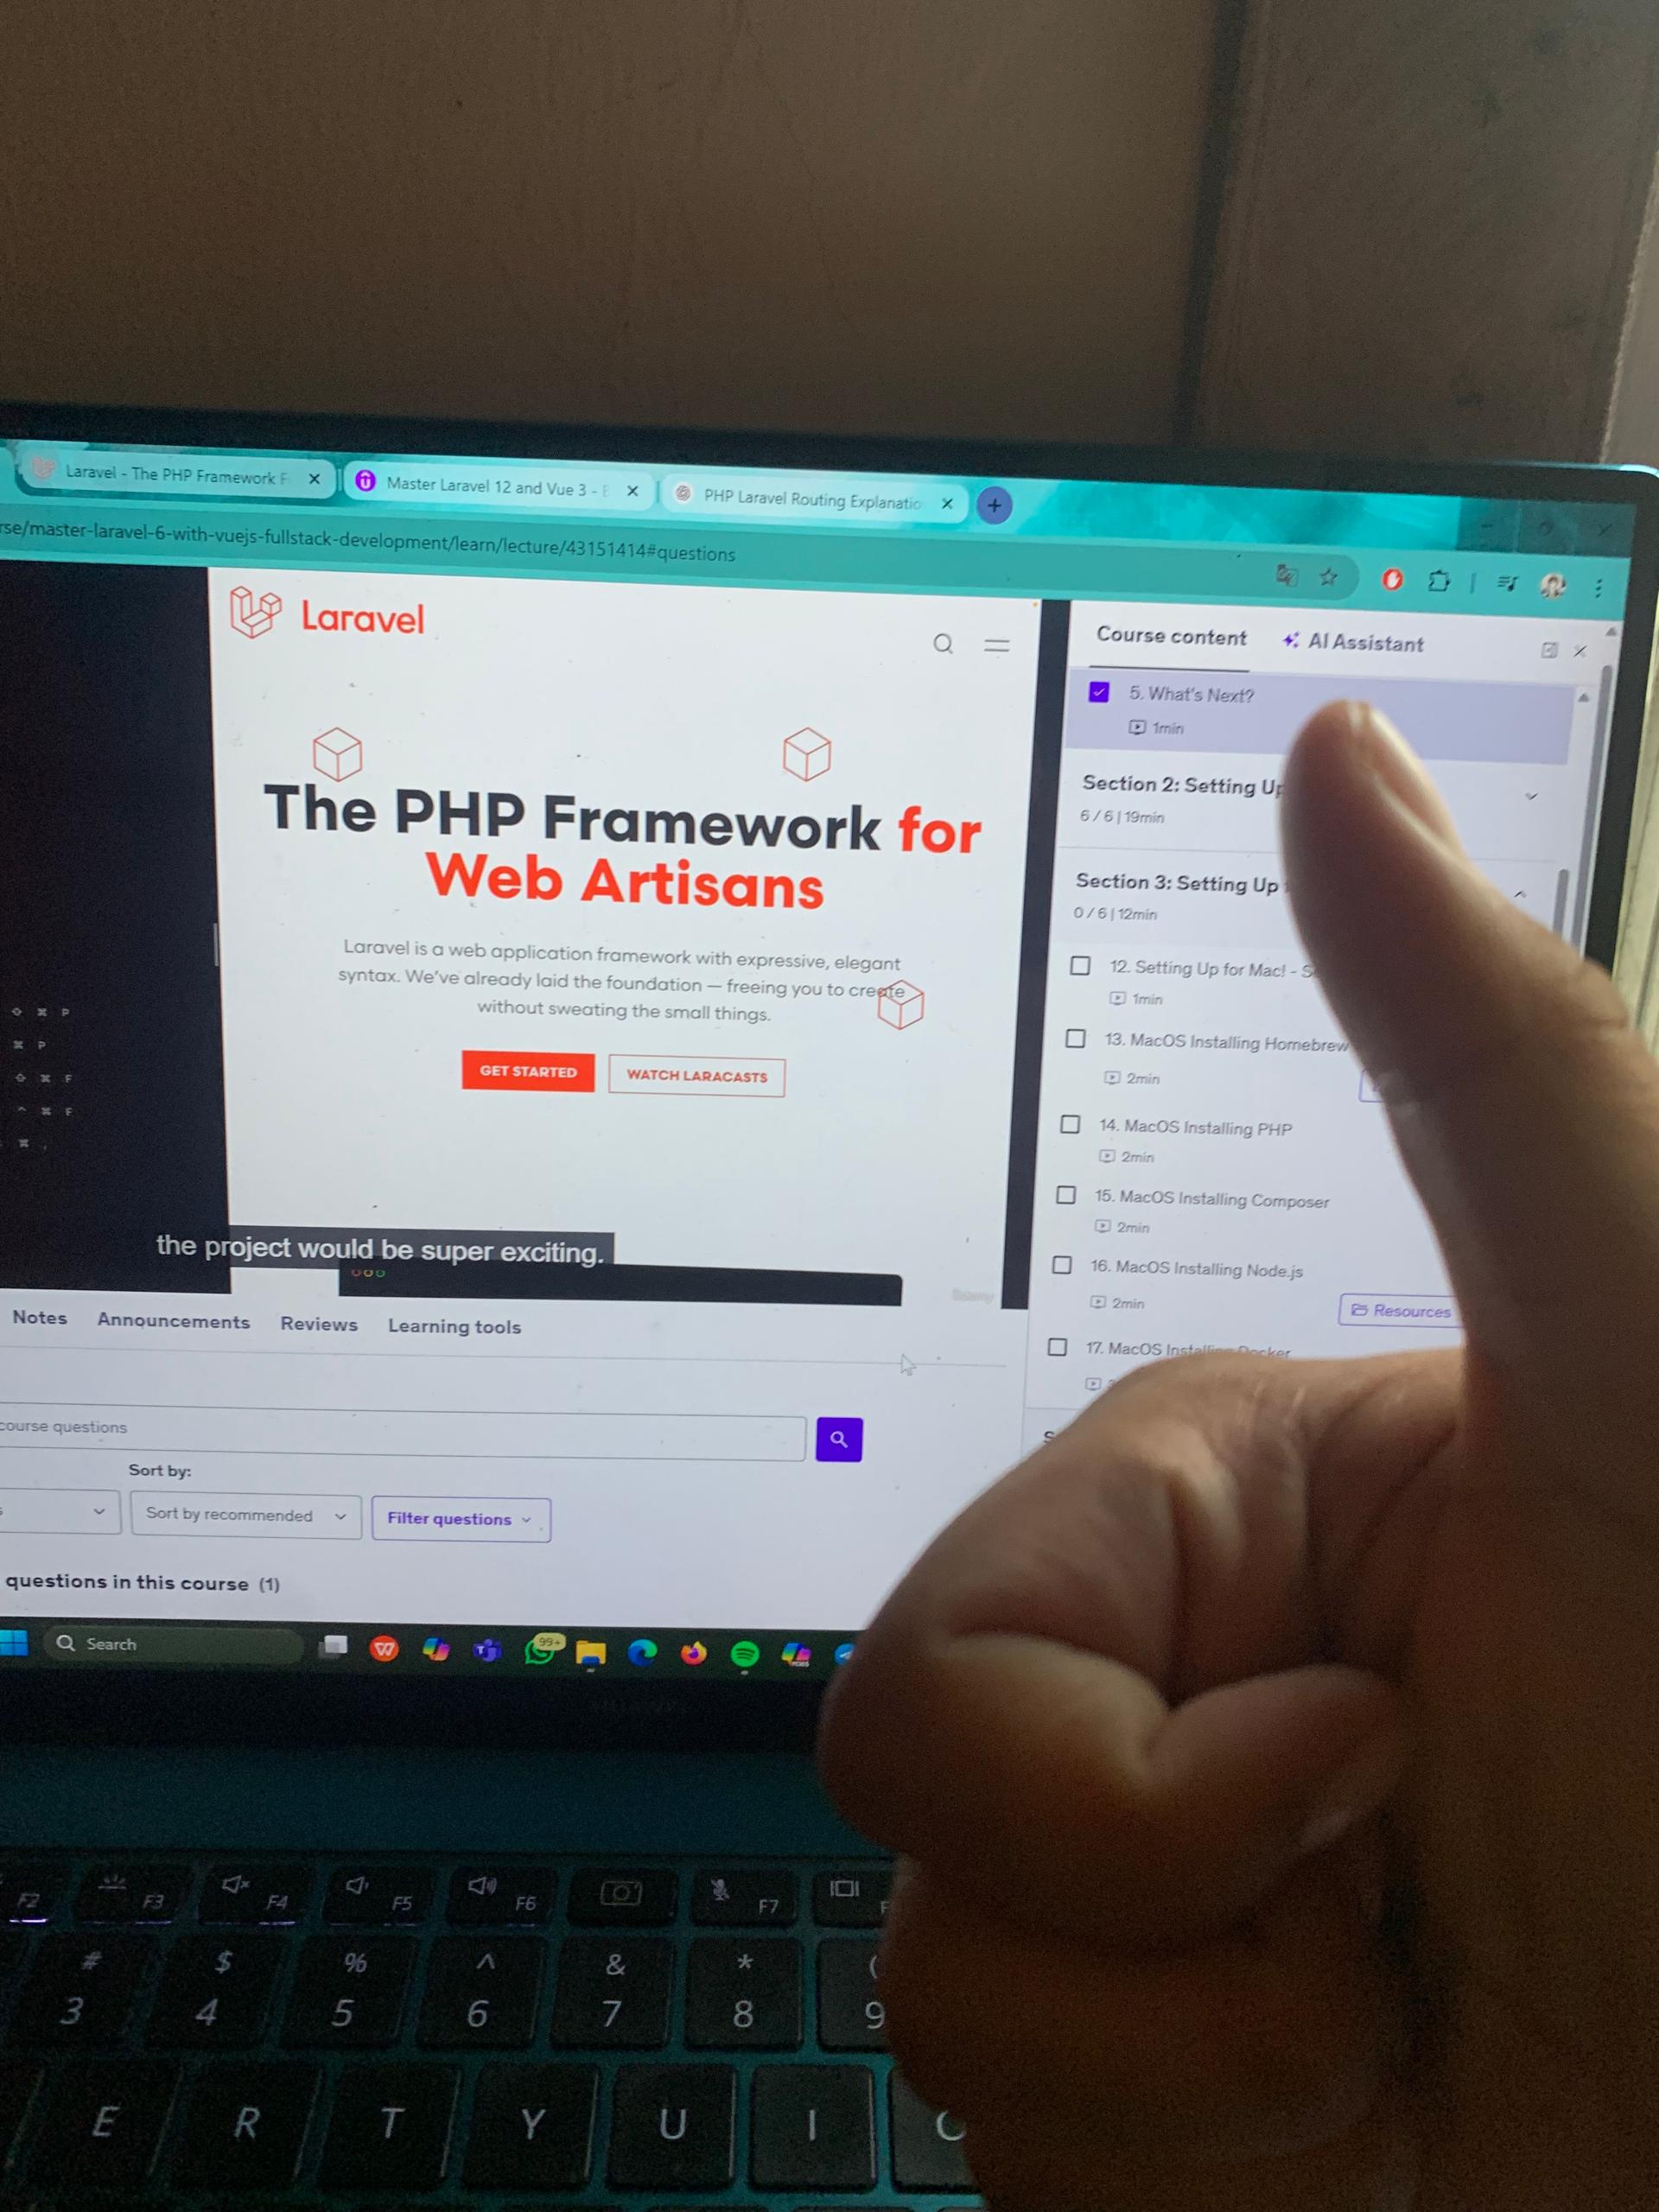 Laravel - The PHP Framework F
Master Laravel 12 and Vue 3 -
PHP Laravel Routing Explanatio
rse/master-laravel-6-with-vuejs-fullstack-development/learn/lecture/43151414#questions
Laravel
The PHP Framework for
Web Artisans
Laravel is a web application framework with expressive, elegant
syntax. We've already laid the foundation — freeing you to create
without sweating the small things.
GET STARTED
WATCH LARACASTS
⇧ ⌘ P
⌘ P
⇧ ⌘ F
^ ⌘ F
⌘ ,
the project would be super exciting.
Udemy
Course content
AI Assistant
5. What's Next?
1min
Section 2: Setting Up
6 / 6 | 19min
Section 3: Setting Up
0 / 6 | 12min
12. Setting Up for Mac! - S
1min
13. MacOS Installing Homebrew
2min
14. MacOS Installing PHP
2min
15. MacOS Installing Composer
2min
16. MacOS Installing Node.js
2min
Resources
17. MacOS Installing Docker
Notes
Announcements
Reviews
Learning tools
course questions
Sort by:
Sort by recommended
Filter questions
questions in this course (1)
Search
99+
F2
F3
F4
F5
F6
F7
F
# $ % ^ & * (
3 4 5 6 7 8 9
E R T Y U I O